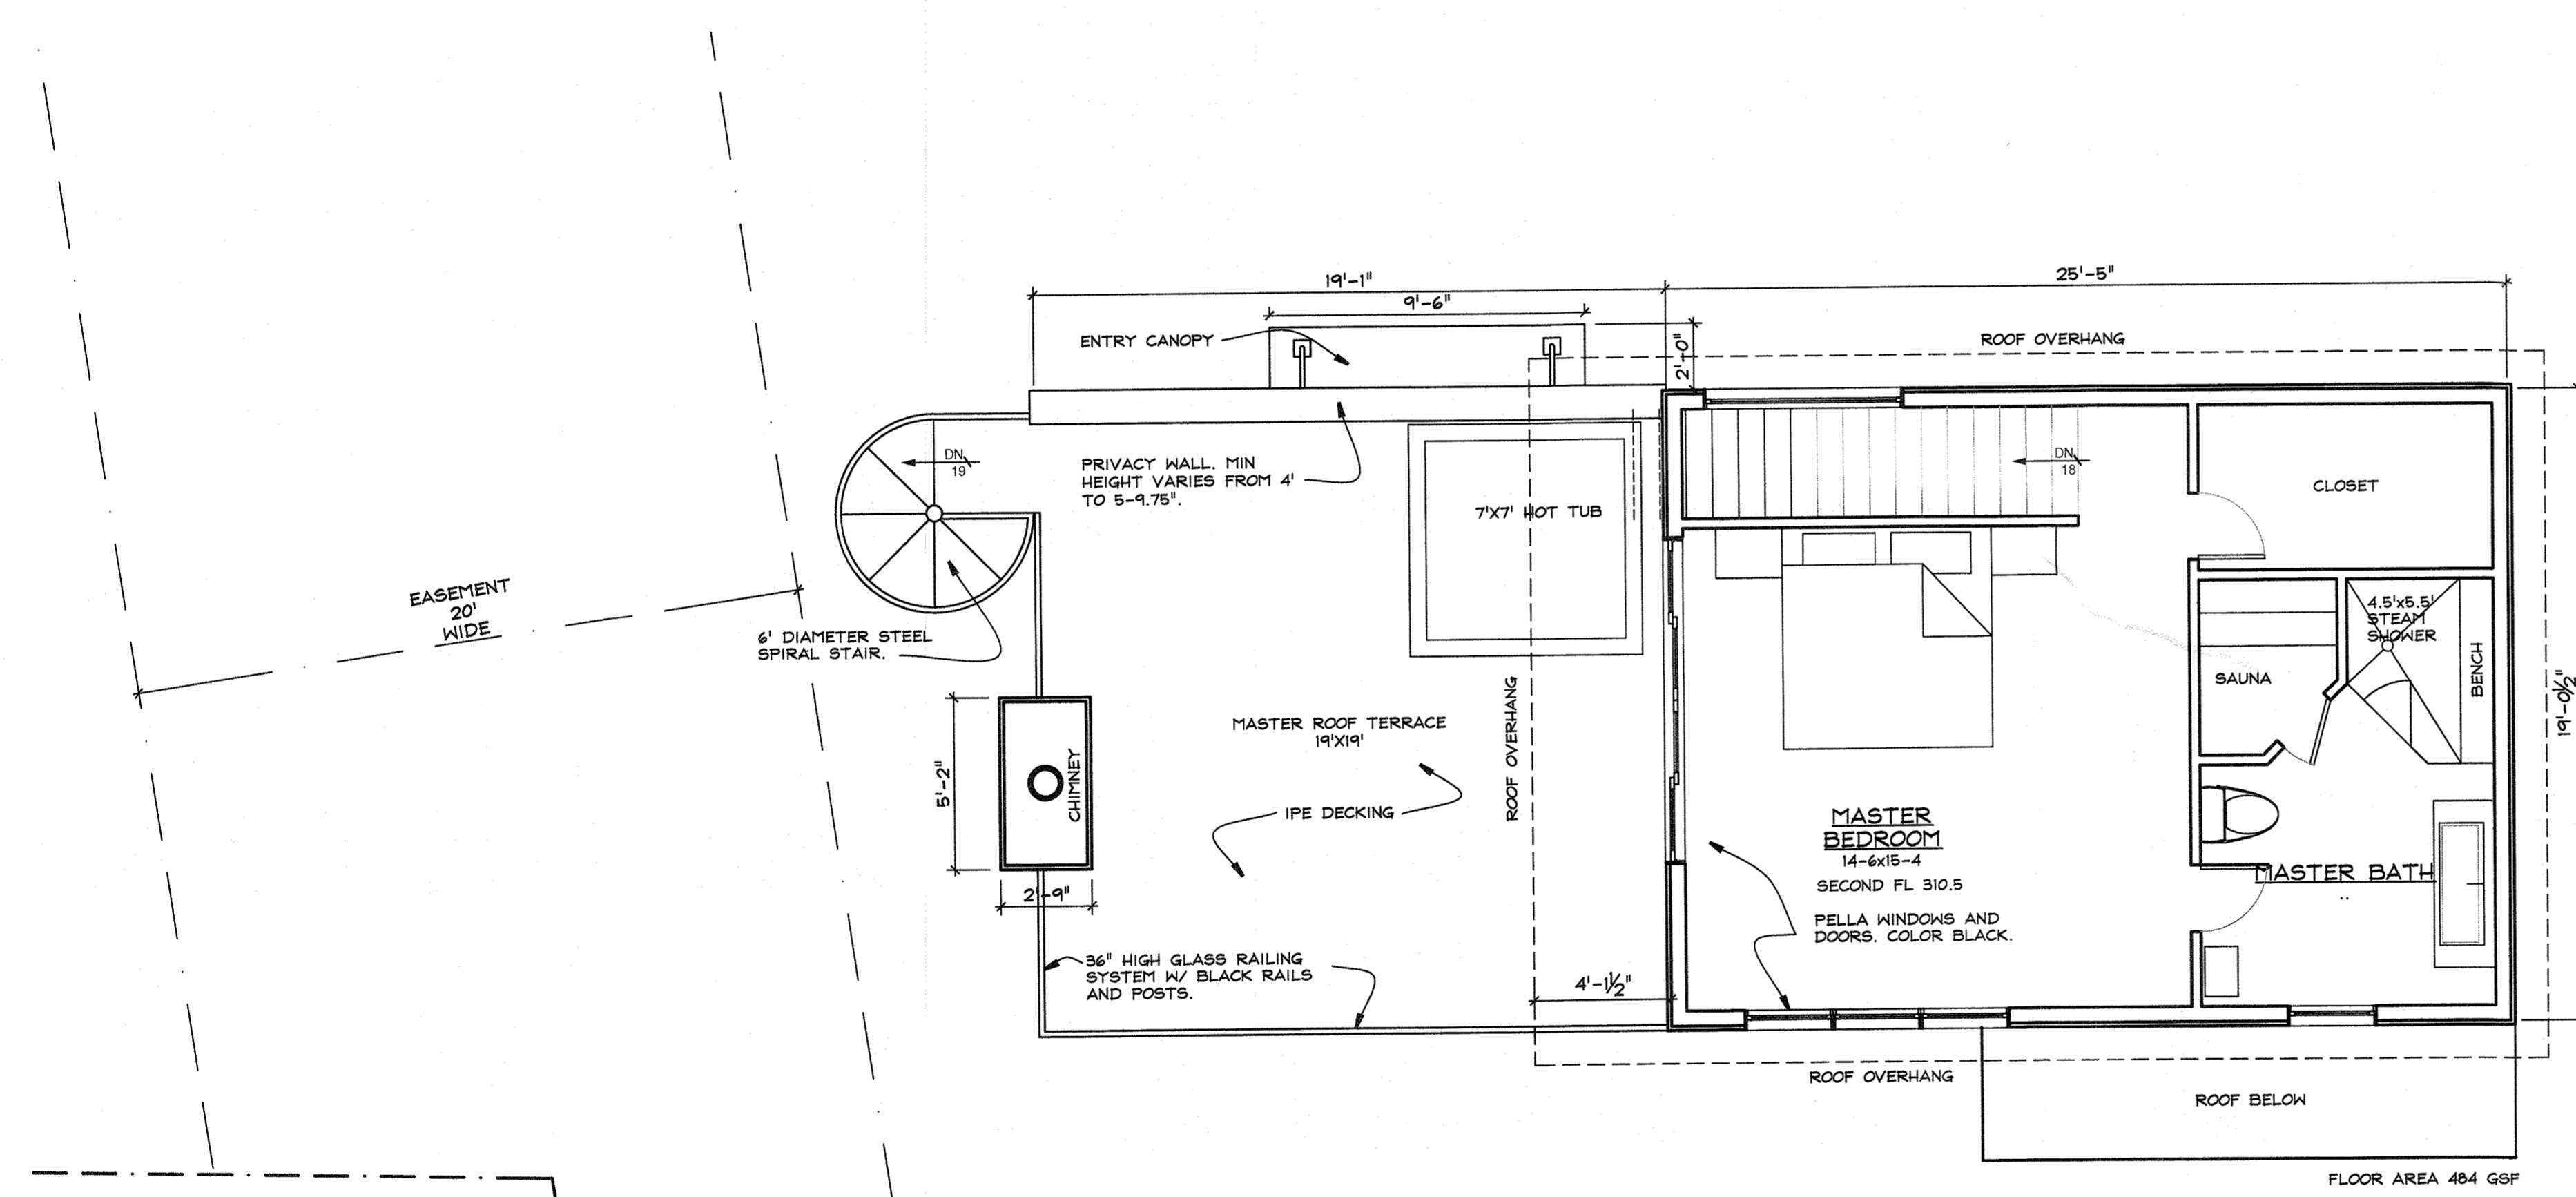 19'-1"
25'-5"
9'-6"
ENTRY CANOPY
2'-0"
ROOF OVERHANG
DN
19
PRIVACY WALL. MIN
HEIGHT VARIES FROM 4'
TO 5-9.75".
7'X7' HOT TUB
DN
18
CLOSET
EASEMENT
20'
WIDE
6' DIAMETER STEEL
SPIRAL STAIR.
4.5'x5.5'
STEAM
SHOWER
BENCH
SAUNA
19'-0½"
MASTER ROOF TERRACE
19'X19'
ROOF OVERHANG
5'-2"
CHIMNEY
IPE DECKING
MASTER
BEDROOM
14-6x15-4
SECOND FL 310.5
MASTER BATH
2'-9"
PELLA WINDOWS AND
DOORS. COLOR BLACK.
36" HIGH GLASS RAILING
SYSTEM W/ BLACK RAILS
AND POSTS.
4'-1½"
ROOF OVERHANG
ROOF BELOW
FLOOR AREA 484 GSF